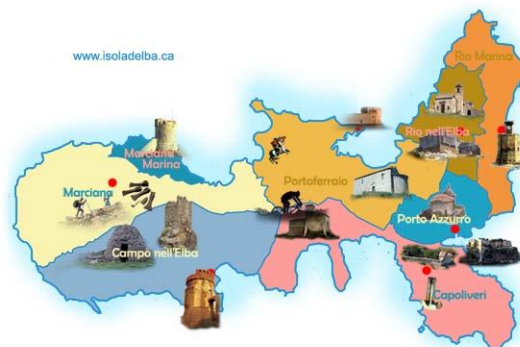 www.isoladelba.ca
Rio Marina
Rio nell'Elba
Marciana
Marina
Marciana
Portoferraio
Porto Azzurro
Campo nell'Elba
Capoliveri